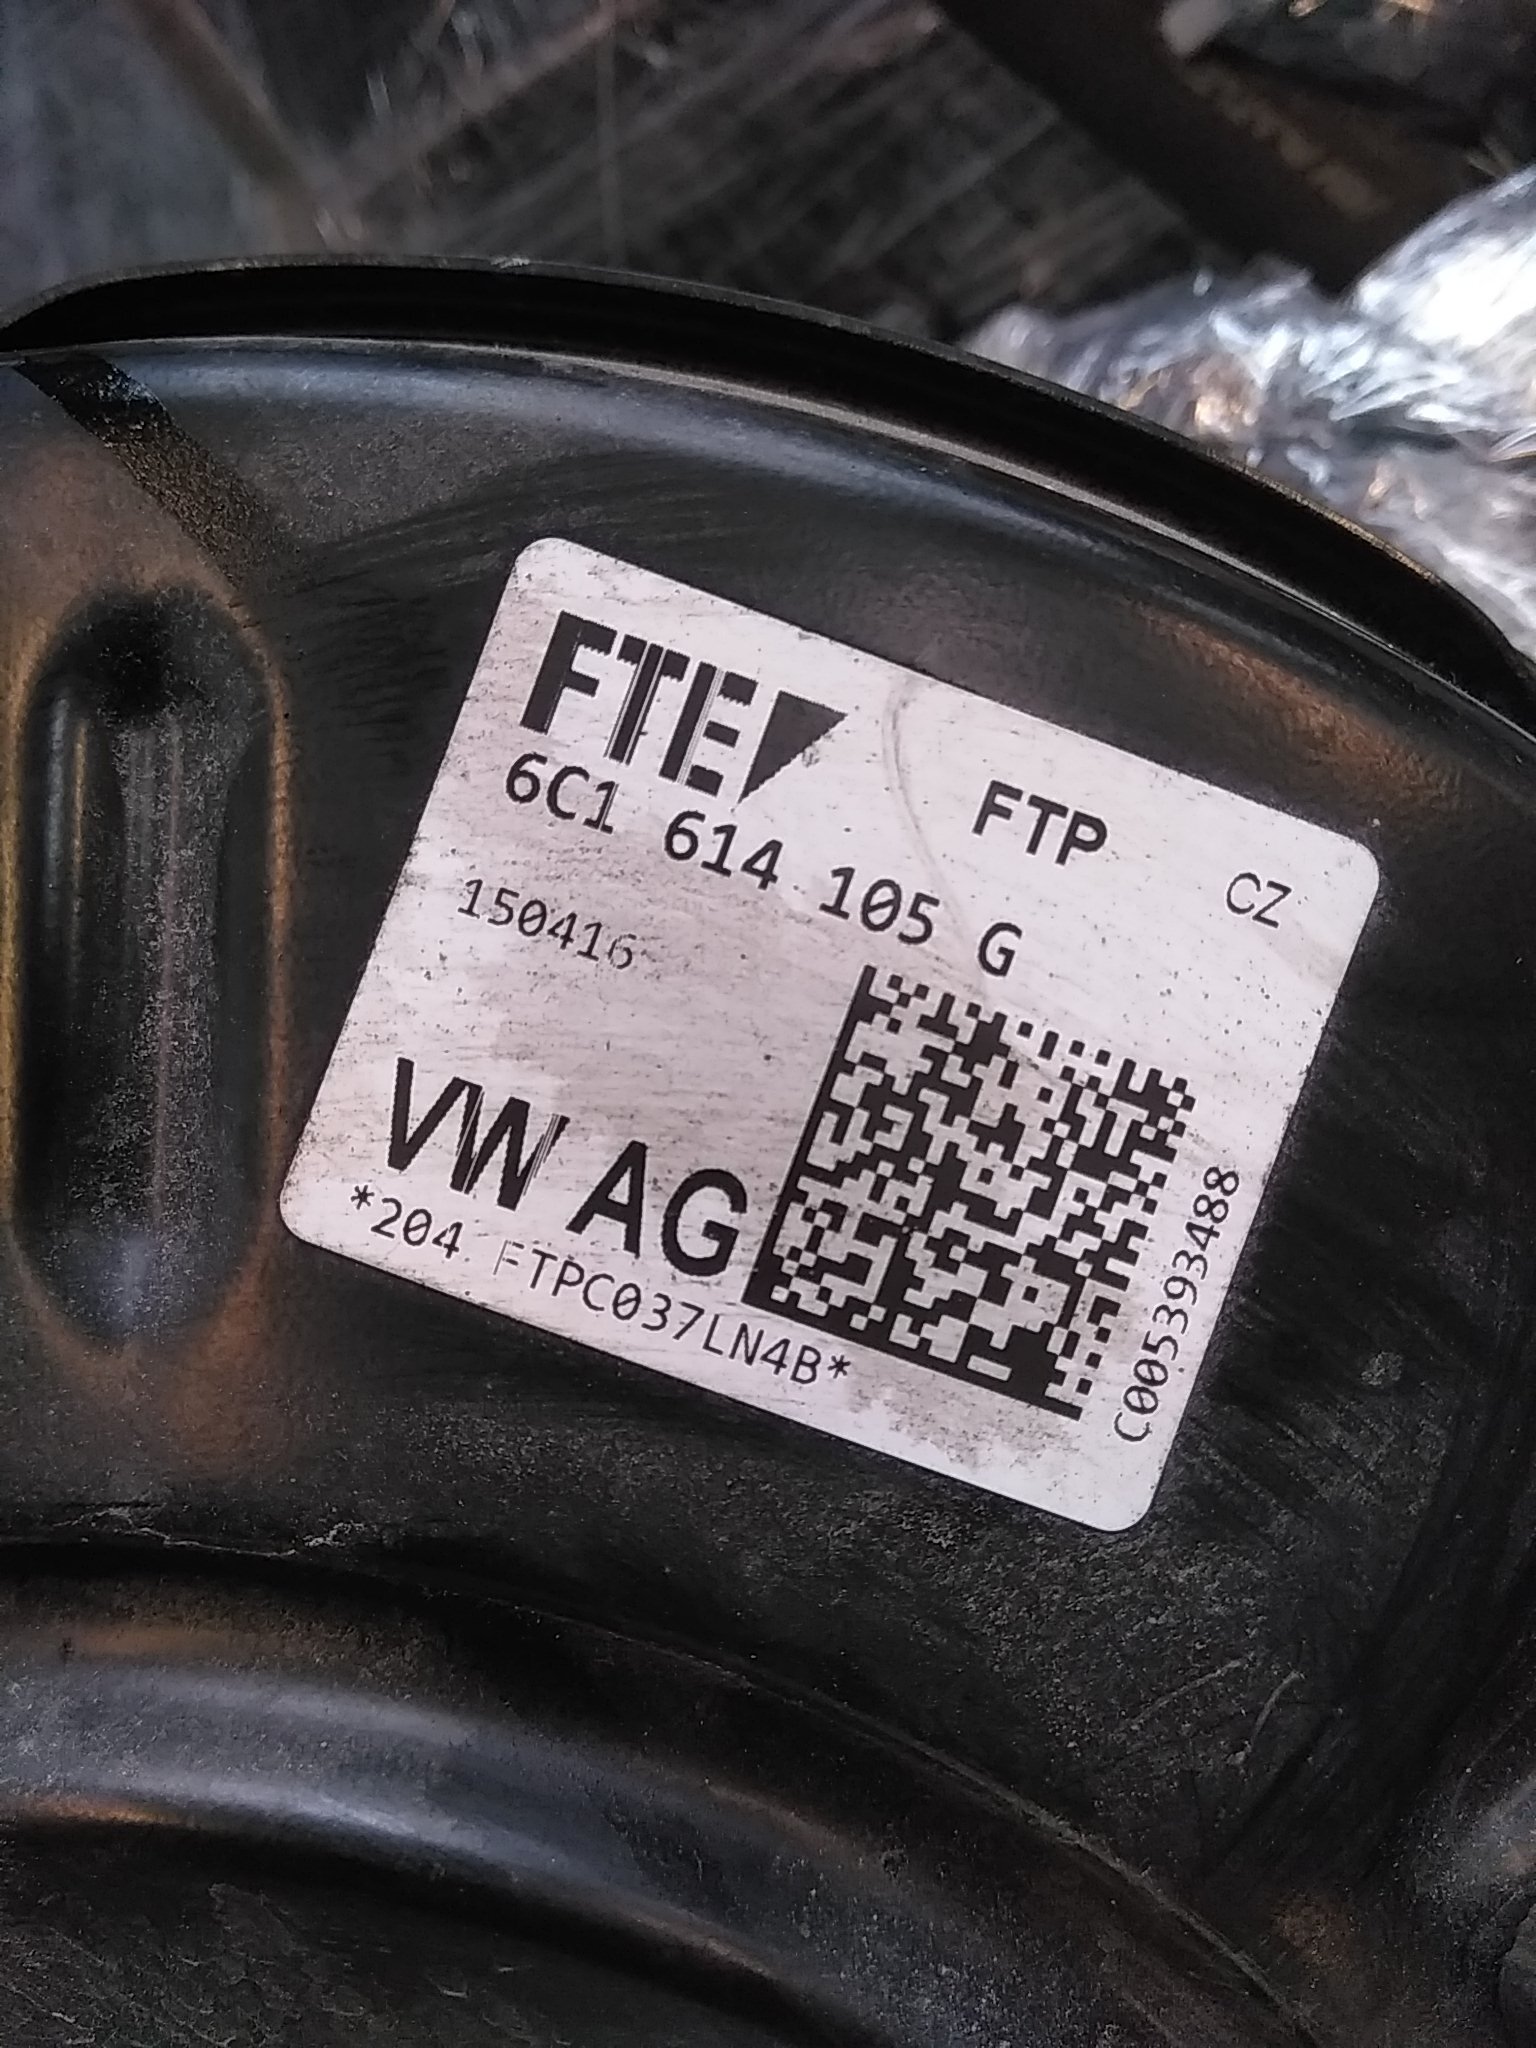 FTE
FTP
CZ
6C1 614 105 G
150416
VW AG
*204 FTPC037LN4B*
C005393488